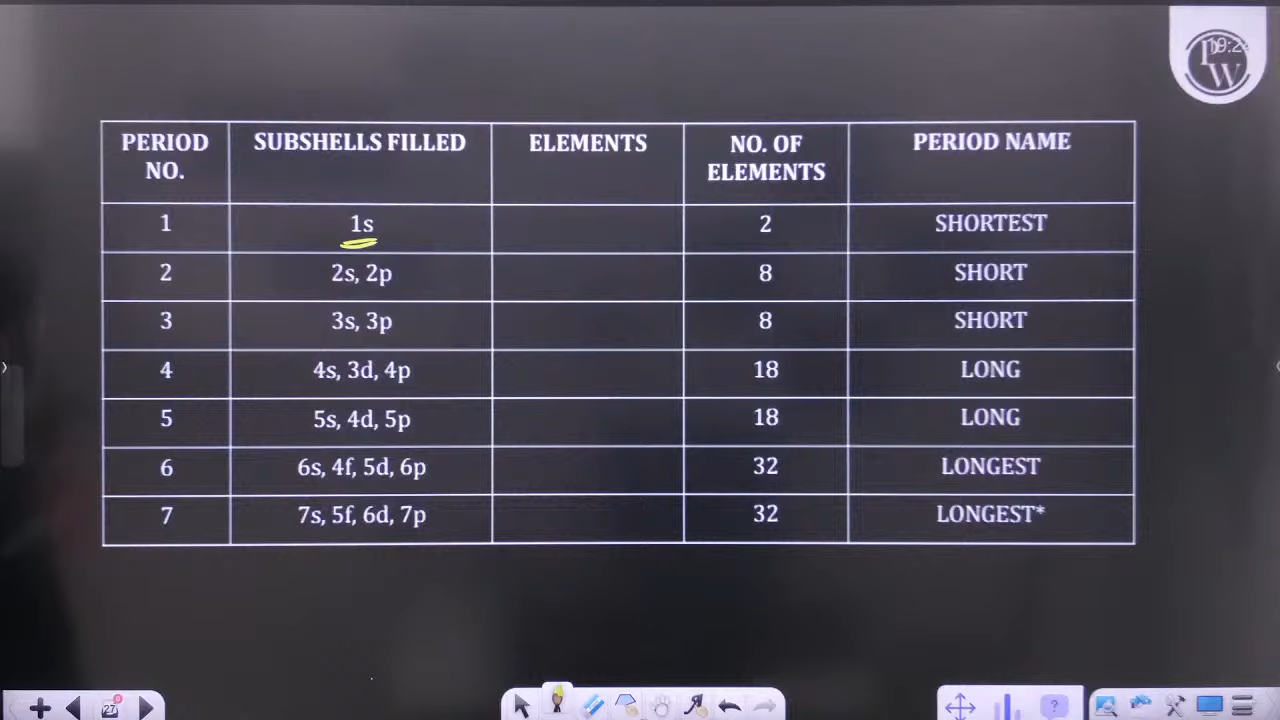 PERIOD NO. SUBSHELLS FILLED ELEMENTS NO. OF ELEMENTS PERIOD NAME
1 1s 2 SHORTEST
2 2s, 2p 8 SHORT
3 3s, 3p 8 SHORT
4 4s, 3d, 4p 18 LONG
5 5s, 4d, 5p 18 LONG
6 6s, 4f, 5d, 6p 32 LONGEST
7 7s, 5f, 6d, 7p 32 LONGEST*
27